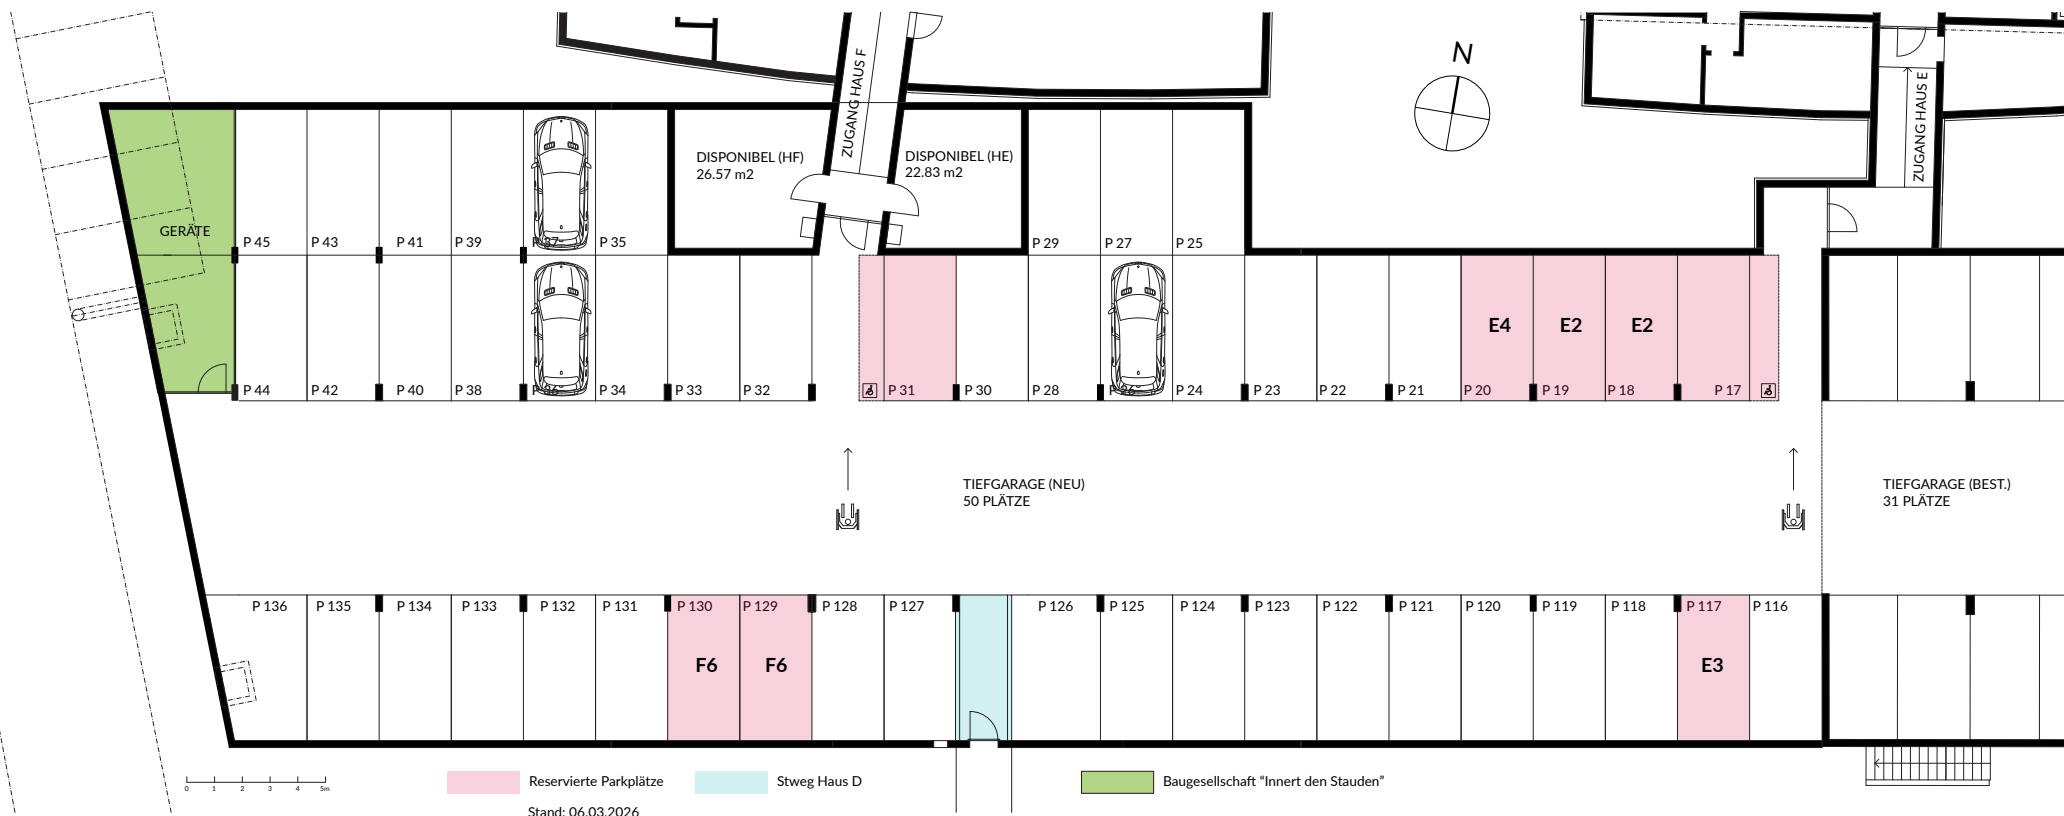 ZUGANG HAUS F
N
ZUGANG HAUS E
DISPONIBEL (HF)
26.57 m2
DISPONIBEL (HE)
22.83 m2
GERÄTE
P 45
P 43
P 41
P 39
P 37
P 35
P 29
P 27
P 25
E4
E2
E2
P 44
P 42
P 40
P 38
P 36
P 34
P 33
P 32
P 31
P 30
P 28
P 26
P 24
P 23
P 22
P 21
P 20
P 19
P 18
P 17
TIEFGARAGE (NEU)
50 PLÄTZE
TIEFGARAGE (BEST.)
31 PLÄTZE
P 136
P 135
P 134
P 133
P 132
P 131
P 130
P 129
P 128
P 127
P 126
P 125
P 124
P 123
P 122
P 121
P 120
P 119
P 118
P 117
P 116
F6
F6
E3
0 1 2 3 4 5m
Reservierte Parkplätze
Stweg Haus D
Baugesellschaft “Innert den Stauden”
Stand: 06.03.2026